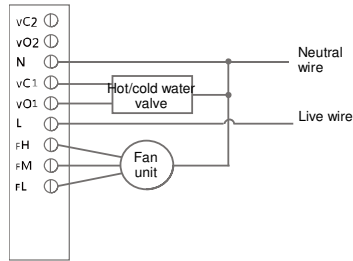 VC2
VO2
N
Neutral
wire
VC1
Hot/cold water
valve
VO1
L
Live wire
FH
FM
Fan
unit
FL